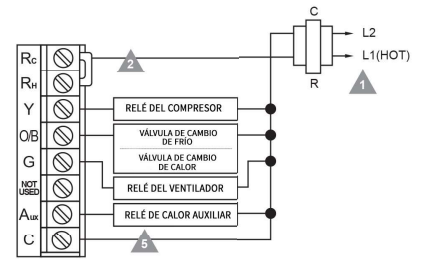 C
L2
L1(HOT)
R
1
2
Rc
RH
Y
RELÉ DEL COMPRESOR
O/B
VÁLVULA DE CAMBIO
DE FRÍO
VÁLVULA DE CAMBIO
DE CALOR
G
NOT
USED
RELÉ DEL VENTILADOR
Aux
RELÉ DE CALOR AUXILIAR
C
5